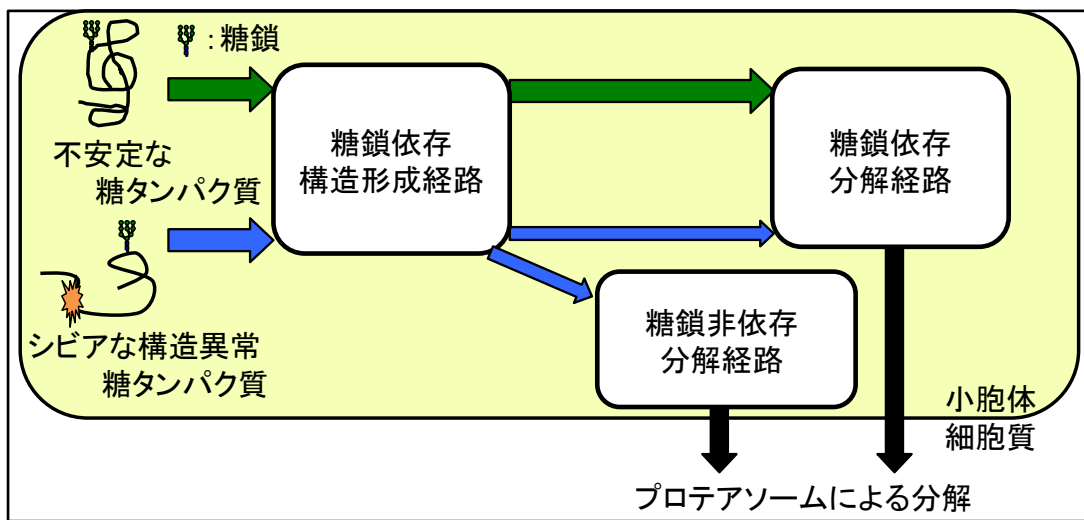 ：糖鎖
不安定な
糖タンパク質
シビアな構造異常
糖タンパク質
糖鎖依存
構造形成経路
糖鎖依存
分解経路
糖鎖非依存
分解経路
小胞体
細胞質
プロテアソームによる分解